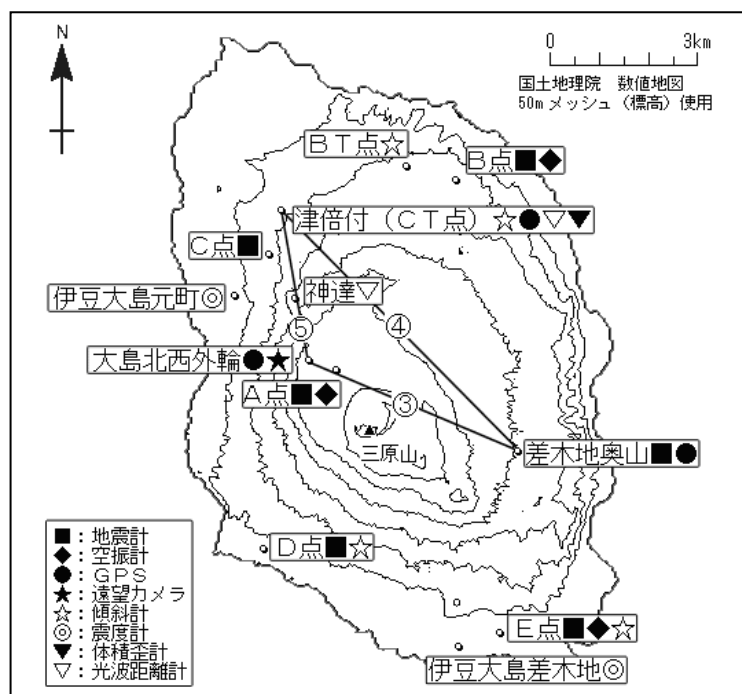 N
0 3km
国土地理院 数値地図
50mメッシュ(標高)使用
BT点☆
B点■◆
津倍付(CT点)☆●▽▼
C点■
神達▽
伊豆大島元町◎
⑤
④
大島北西外輪●★
A点■◆
③
三原山
差木地奥山■●
D点■☆
E点■◆☆
伊豆大島差木地◎
■:地震計
◆:空振計
●:GPS
★:遠望カメラ
☆:傾斜計
◎:震度計
▼:体積歪計
▽:光波距離計